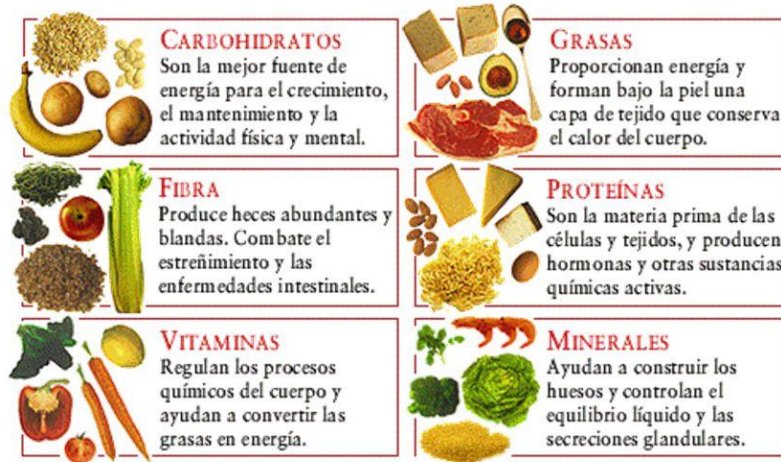 CARBOHIDRATOS
Son la mejor fuente de
energía para el crecimiento,
el mantenimiento y la
actividad física y mental.
GRASAS
Proporcionan energía y
forman bajo la piel una
capa de tejido que conserva
el calor del cuerpo.
FIBRA
Produce heces abundantes y
blandas. Combate el
estreñimiento y las
enfermedades intestinales.
PROTEÍNAS
Son la materia prima de las
células y tejidos, y producen
hormonas y otras sustancias
químicas activas.
VITAMINAS
Regulan los procesos
químicos del cuerpo y
ayudan a convertir las
grasas en energía.
MINERALES
Ayudan a construir los
huesos y controlan el
equilibrio líquido y las
secreciones glandulares.